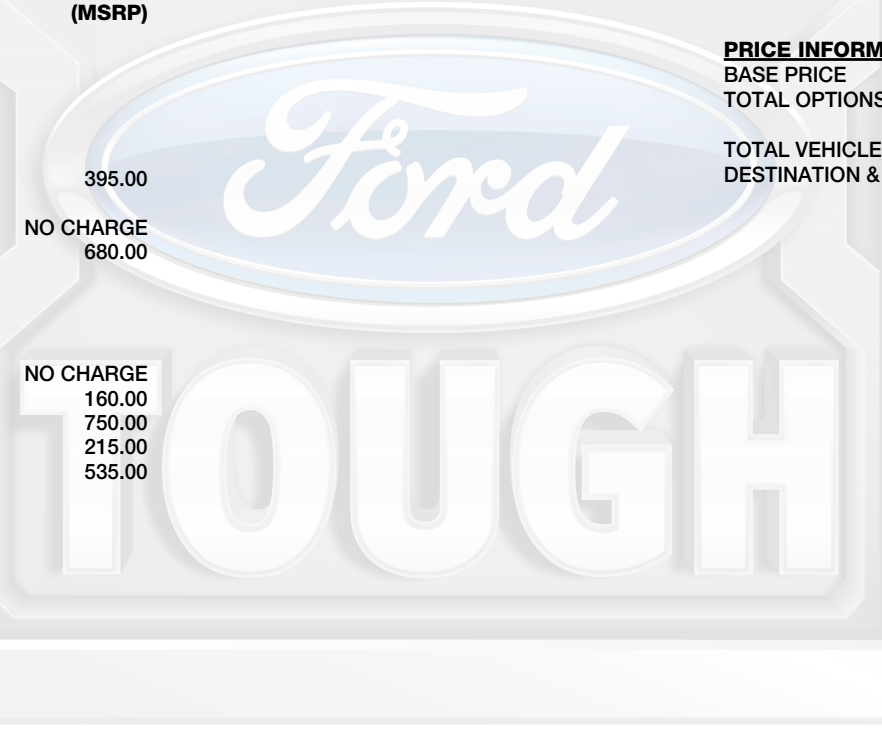 (MSRP)
395.00
NO CHARGE
680.00
NO CHARGE
160.00
750.00
215.00
535.00
PRICE INFORM
BASE PRICE
TOTAL OPTIONS
TOTAL VEHICLE
DESTINATION &
Ford
TOUGH